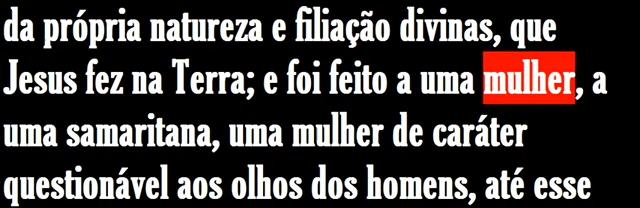 da própria natureza e filiação divinas, que
Jesus fez na Terra; e foi feito a uma mulher, a
uma samaritana, uma mulher de caráter
questionável aos olhos dos homens, até esse